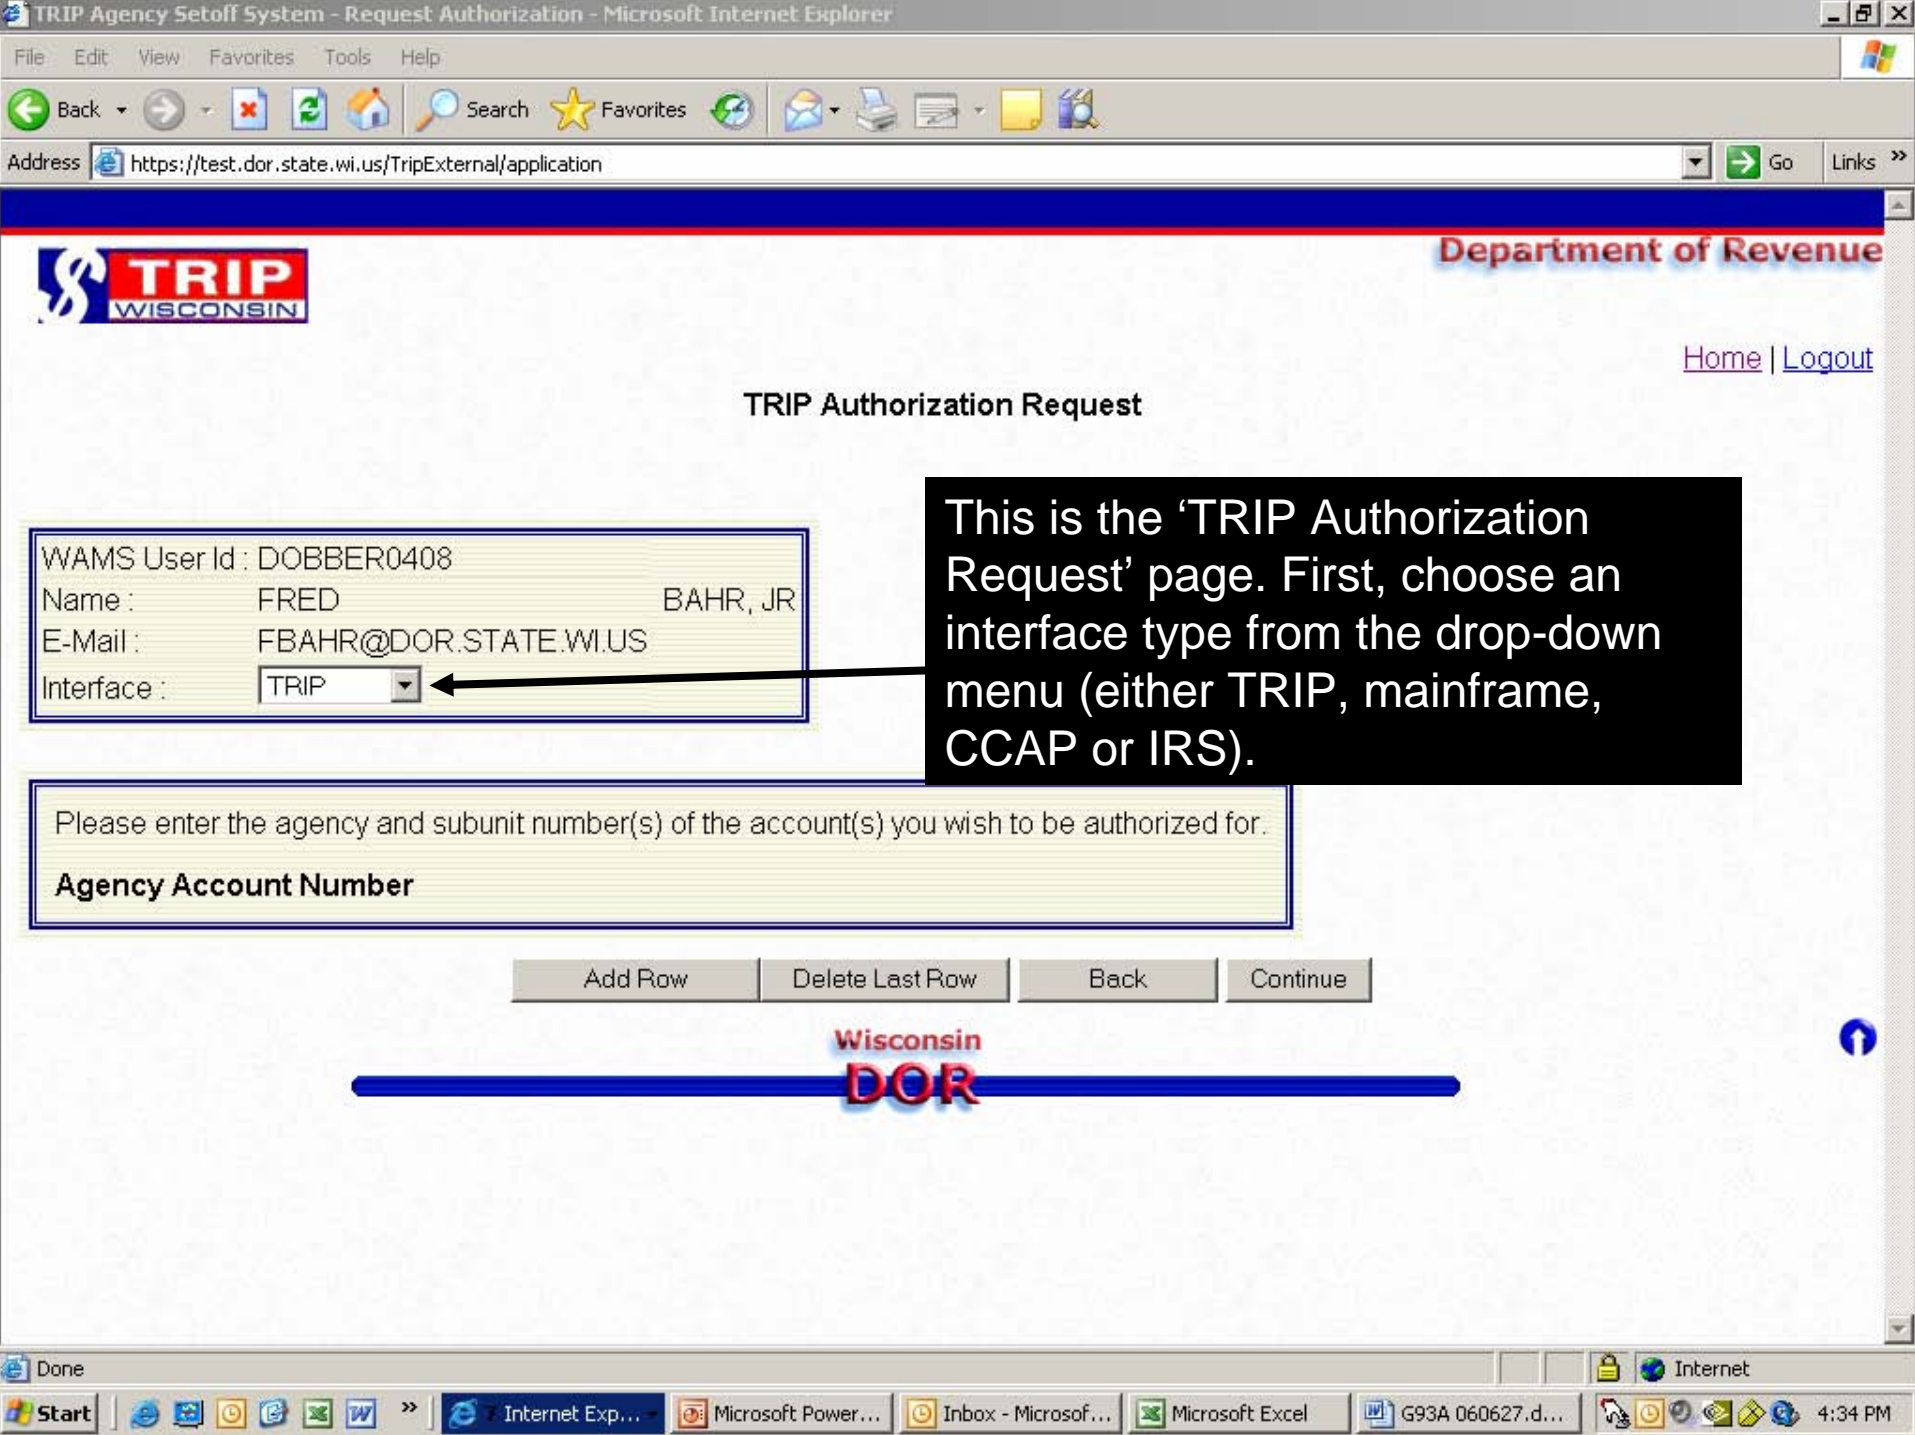 TRIP Agency Setoff System - Request Authorization - Microsoft Internet Explorer
File Edit View Favorites Tools Help
Back Search Favorites
Address https://test.dor.state.wi.us/TripExternal/application Go Links »
TRIP
WISCONSIN
Department of Revenue
Home | Logout
TRIP Authorization Request
WAMS User Id : DOBBER0408
Name : FRED BAHR, JR
E-Mail : FBAHR@DOR.STATE.WI.US
Interface : TRIP
This is the ‘TRIP Authorization
Request’ page. First, choose an
interface type from the drop-down
menu (either TRIP, mainframe,
CCAP or IRS).
Please enter the agency and subunit number(s) of the account(s) you wish to be authorized for.
Agency Account Number
Add Row Delete Last Row Back Continue
Wisconsin
DOR
Done Internet
Start » 7 Internet Exp... Microsoft Power... Inbox - Microsof... Microsoft Excel G93A 060627.d... 4:34 PM